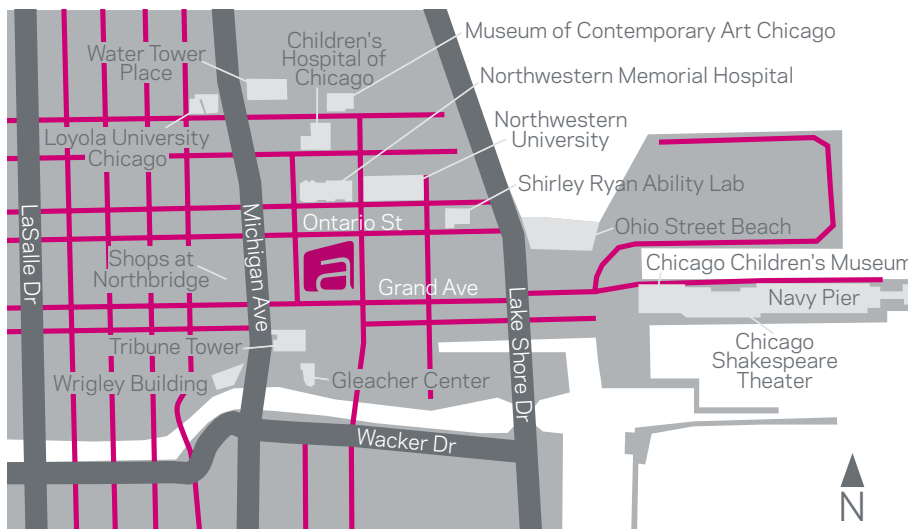 Museum of Contemporary Art Chicago
Children's
Hospital of
Chicago
Water Tower
Place
Northwestern Memorial Hospital
Northwestern
University
Loyola University
Chicago
Shirley Ryan Ability Lab
LaSalle Dr
Michigan Ave
Ontario St
Ohio Street Beach
Shops at
Northbridge
Chicago Children's Museum
Grand Ave
Lake Shore Dr
Navy Pier
Tribune Tower
Chicago
Shakespeare
Theater
Wrigley Building
Gleacher Center
Wacker Dr
N